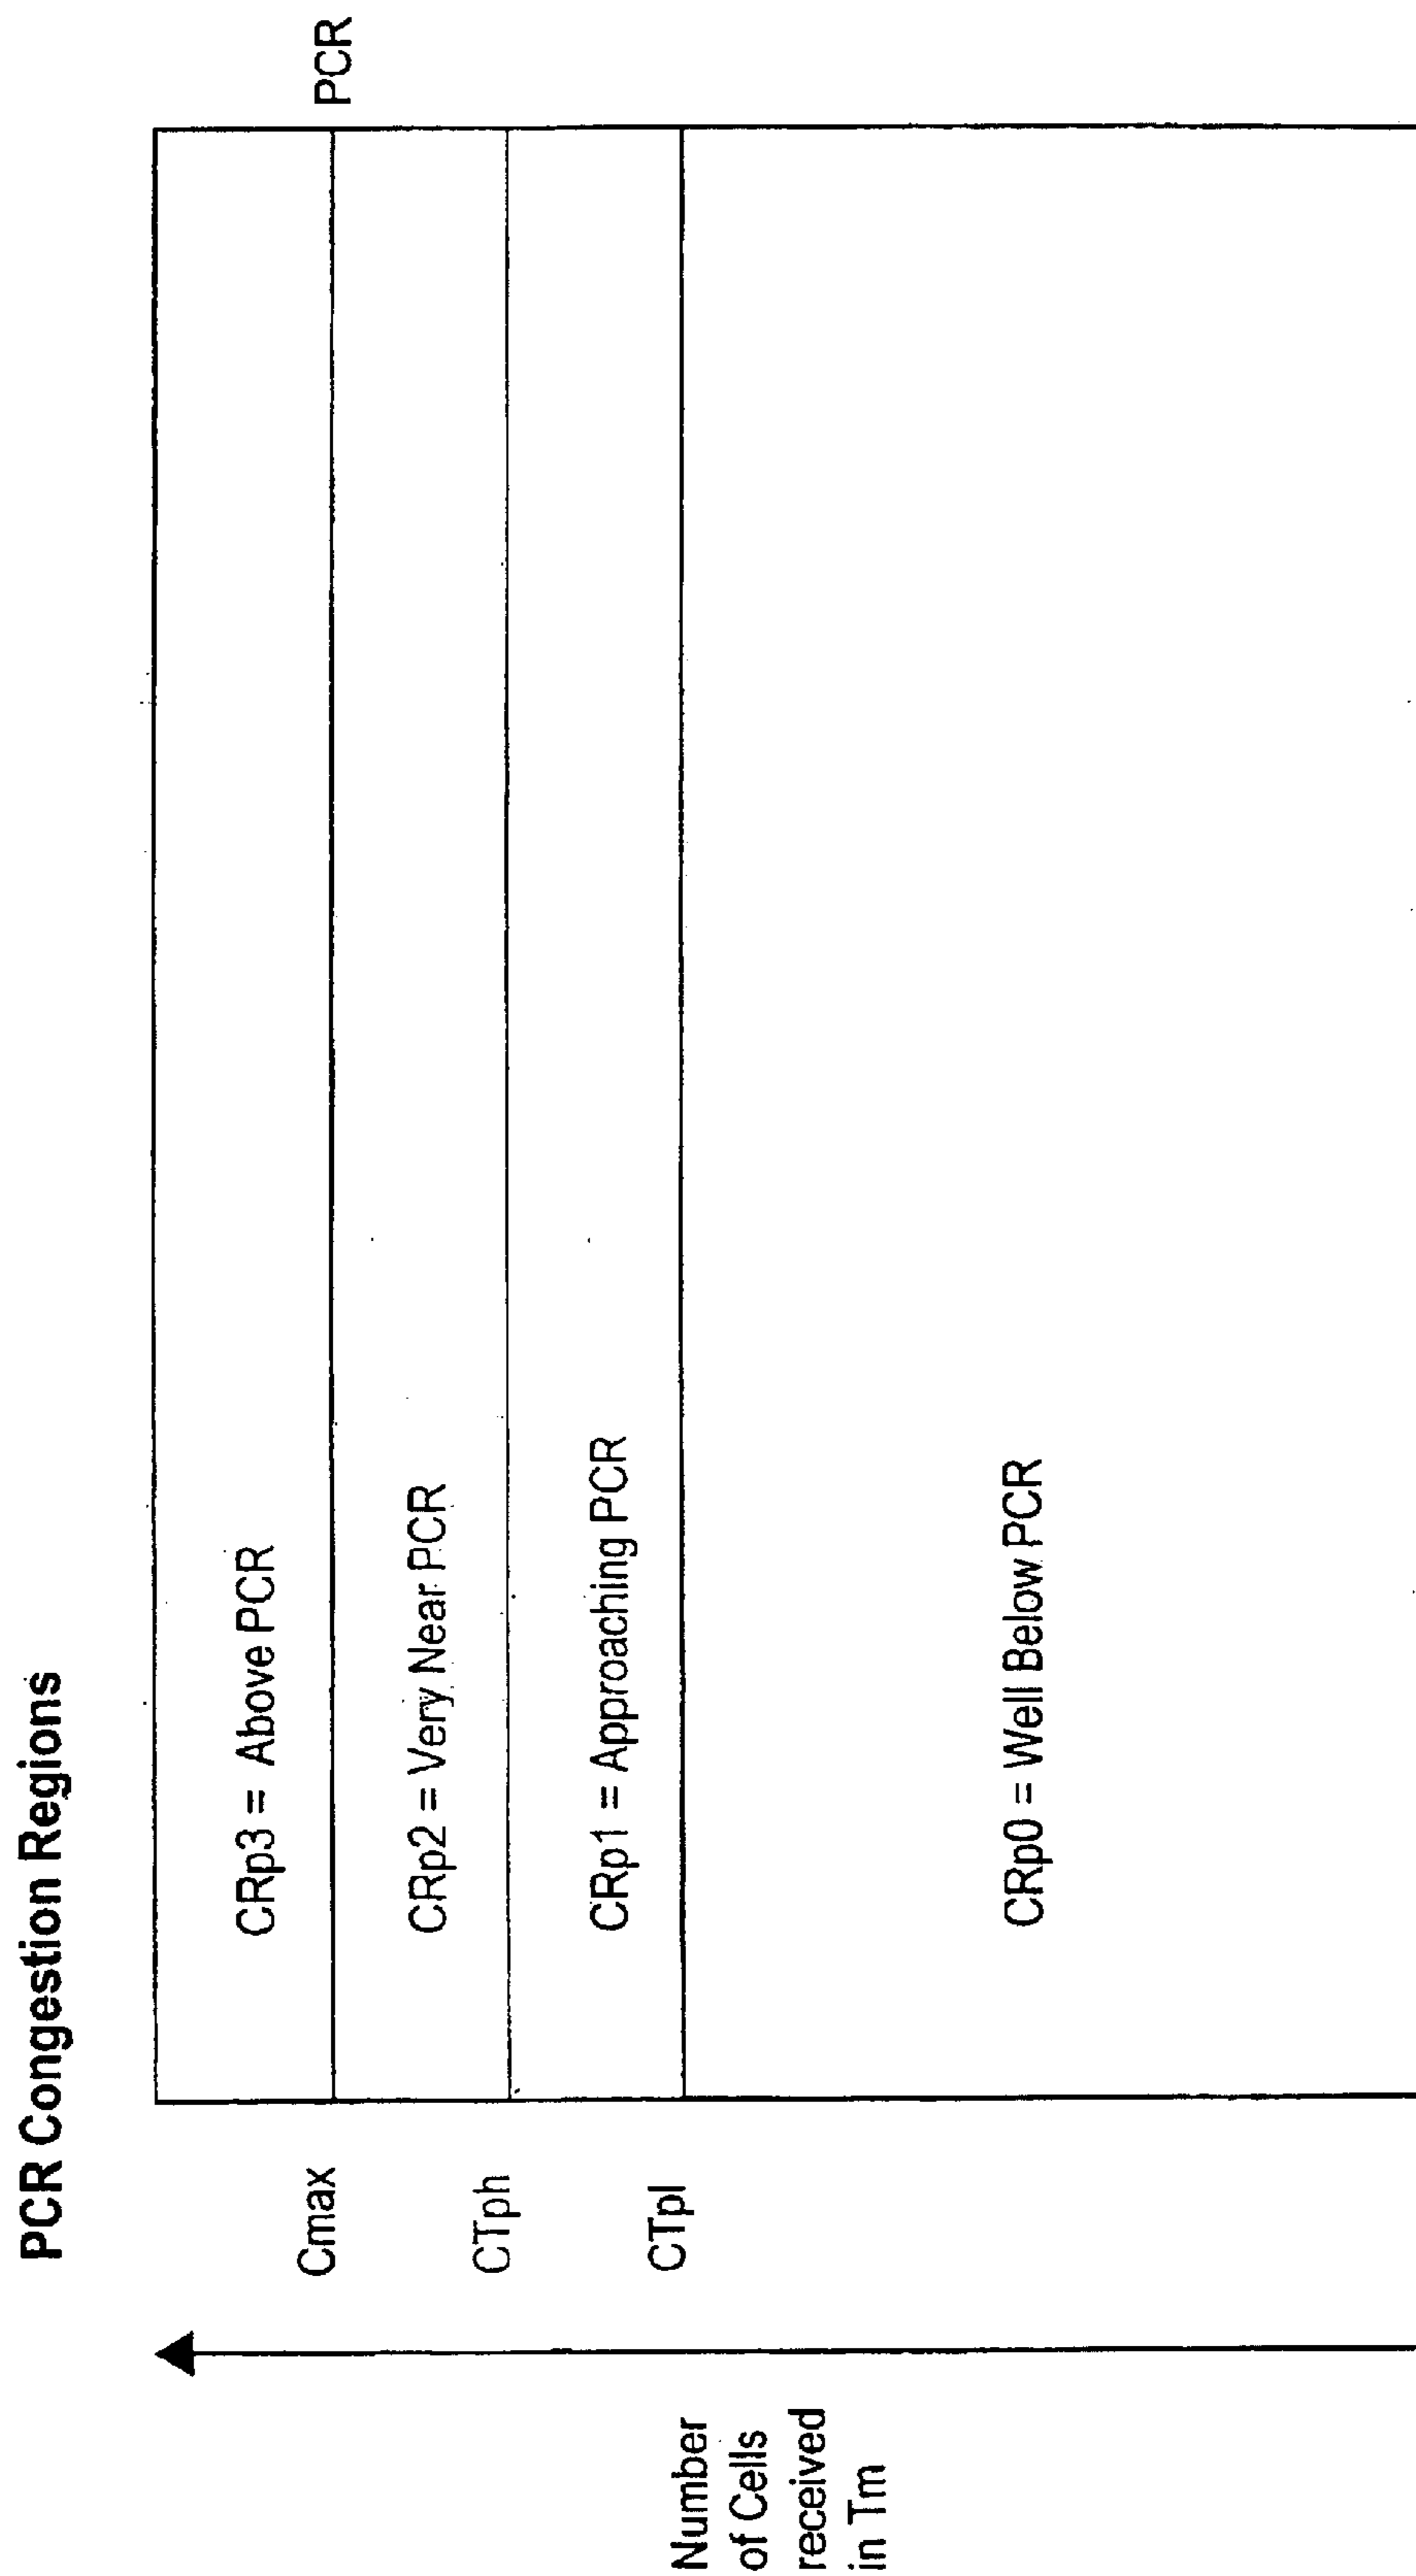 PCR Congestion Regions
Cmax
CTph
CTpl
Number
of Cells
received
in Tm
CRp3 = Above PCR
CRp2 = Very Near PCR
CRp1 = Approaching PCR
CRp0 = Well Below PCR
PCR